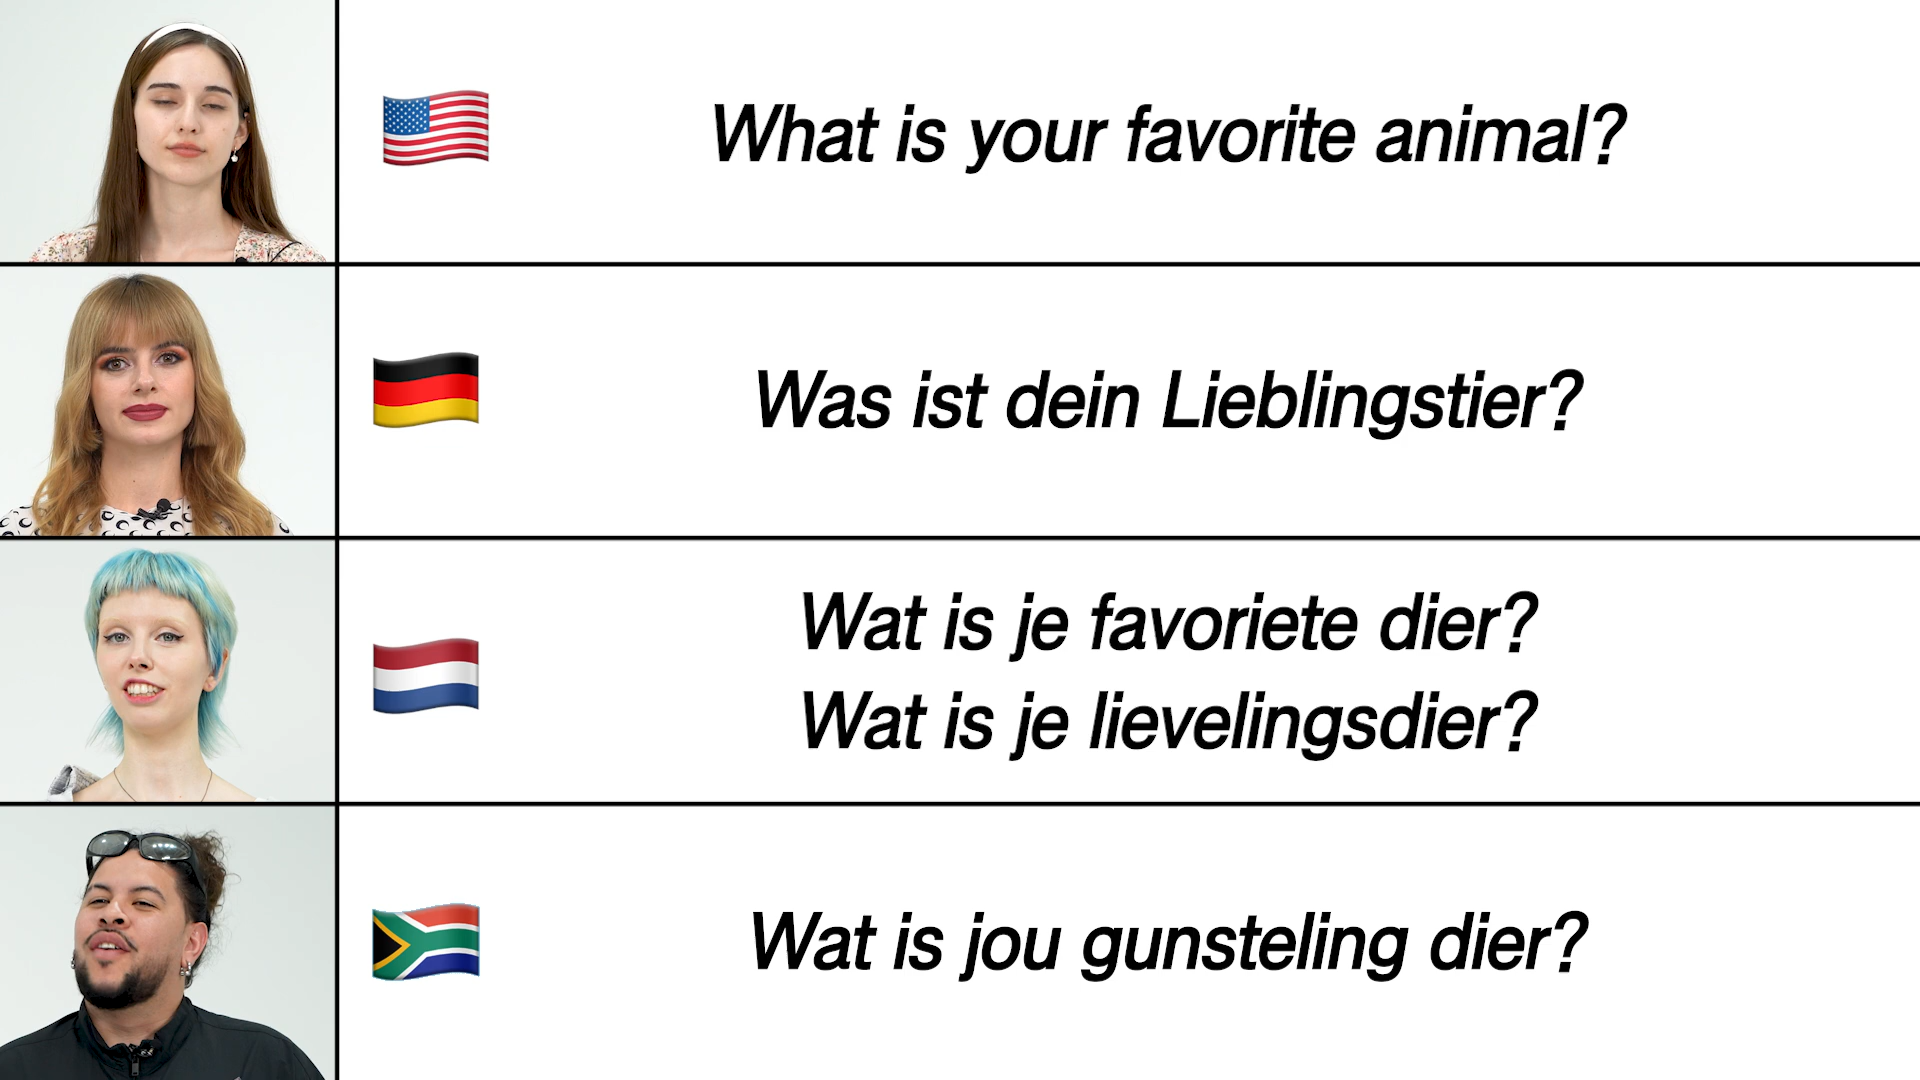 What is your favorite animal?
Was ist dein Lieblingstier?
Wat is je favoriete dier?
Wat is je lievelingsdier?
Wat is jou gunsteling dier?